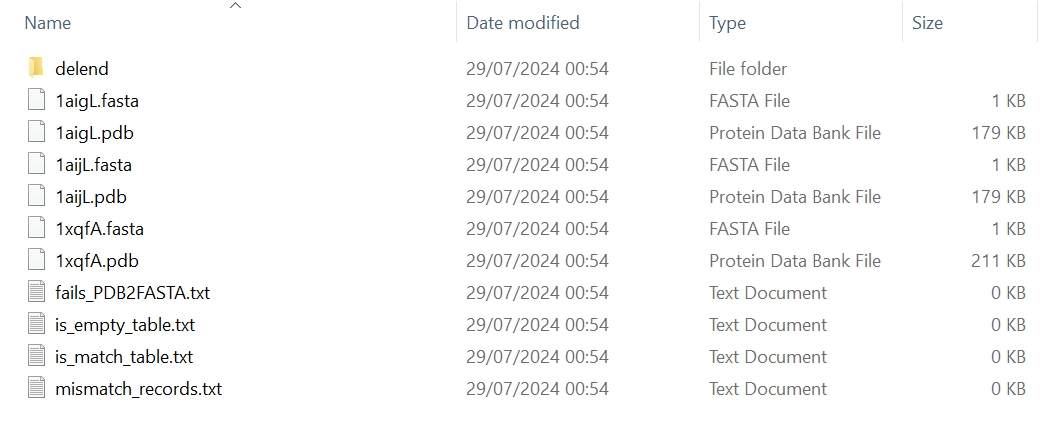 Name Date modified Type Size
delend 29/07/2024 00:54 File folder
1aigL.fasta 29/07/2024 00:54 FASTA File 1 KB
1aigL.pdb 29/07/2024 00:54 Protein Data Bank File 179 KB
1aijL.fasta 29/07/2024 00:54 FASTA File 1 KB
1aijL.pdb 29/07/2024 00:54 Protein Data Bank File 179 KB
1xqfA.fasta 29/07/2024 00:54 FASTA File 1 KB
1xqfA.pdb 29/07/2024 00:54 Protein Data Bank File 211 KB
fails_PDB2FASTA.txt 29/07/2024 00:54 Text Document 0 KB
is_empty_table.txt 29/07/2024 00:54 Text Document 0 KB
is_match_table.txt 29/07/2024 00:54 Text Document 0 KB
mismatch_records.txt 29/07/2024 00:54 Text Document 0 KB